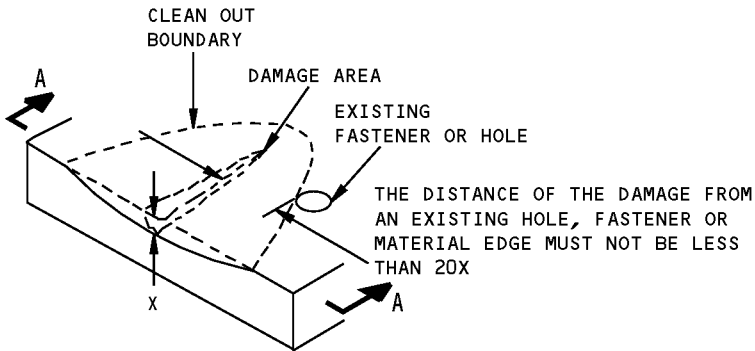 CLEAN OUT
BOUNDARY
A
DAMAGE AREA
EXISTING
FASTENER OR HOLE
THE DISTANCE OF THE DAMAGE FROM
AN EXISTING HOLE, FASTENER OR
MATERIAL EDGE MUST NOT BE LESS
THAN 20X
X
A